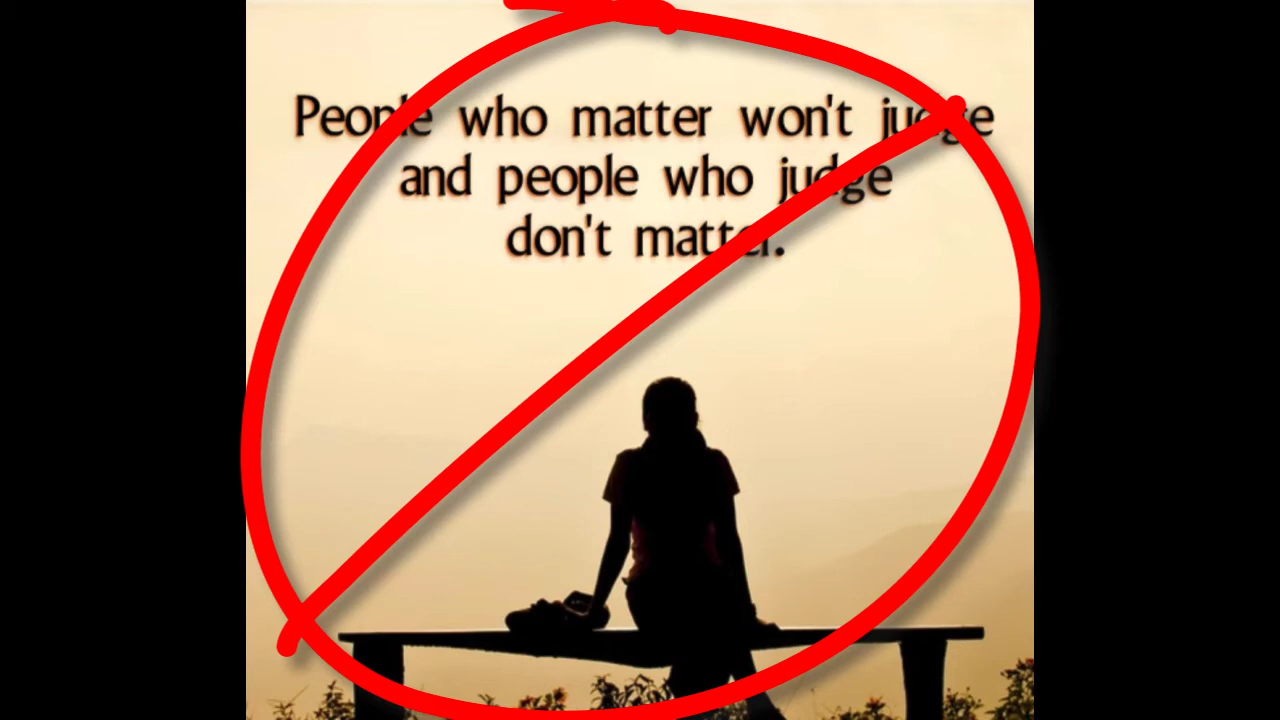 People who matter won't judge
and people who judge
don't matter.